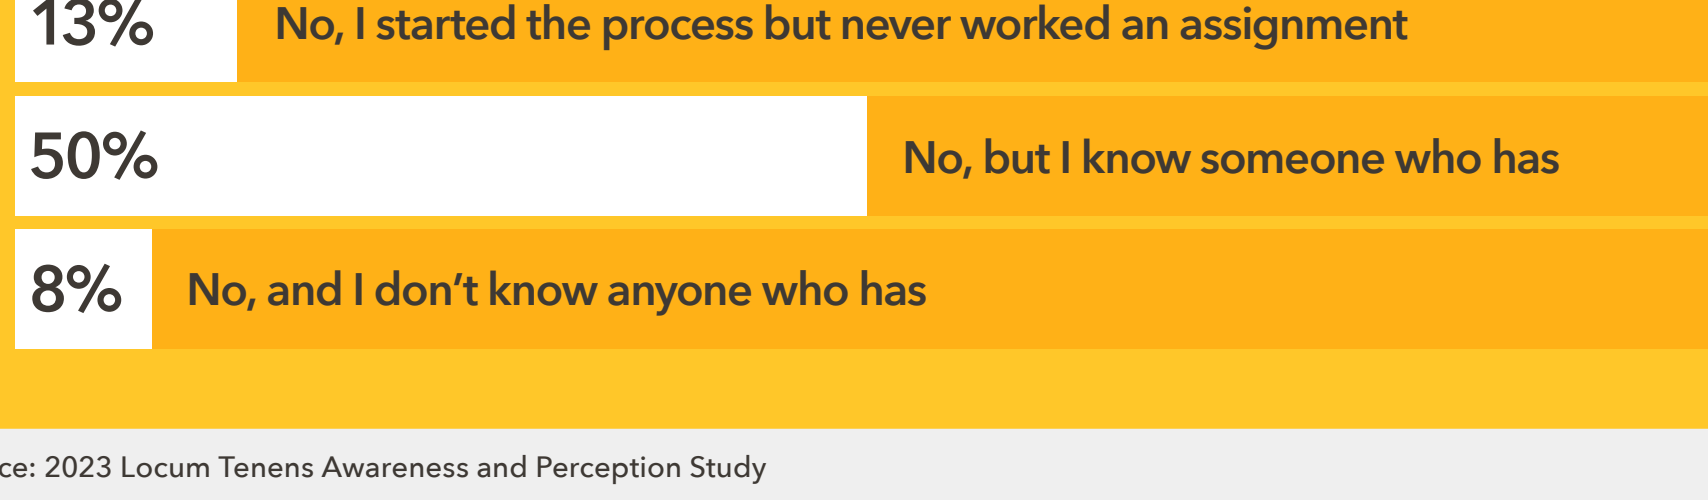 13% No, I started the process but never worked an assignment
50% No, but I know someone who has
8% No, and I don’t know anyone who has
ce: 2023 Locum Tenens Awareness and Perception Study